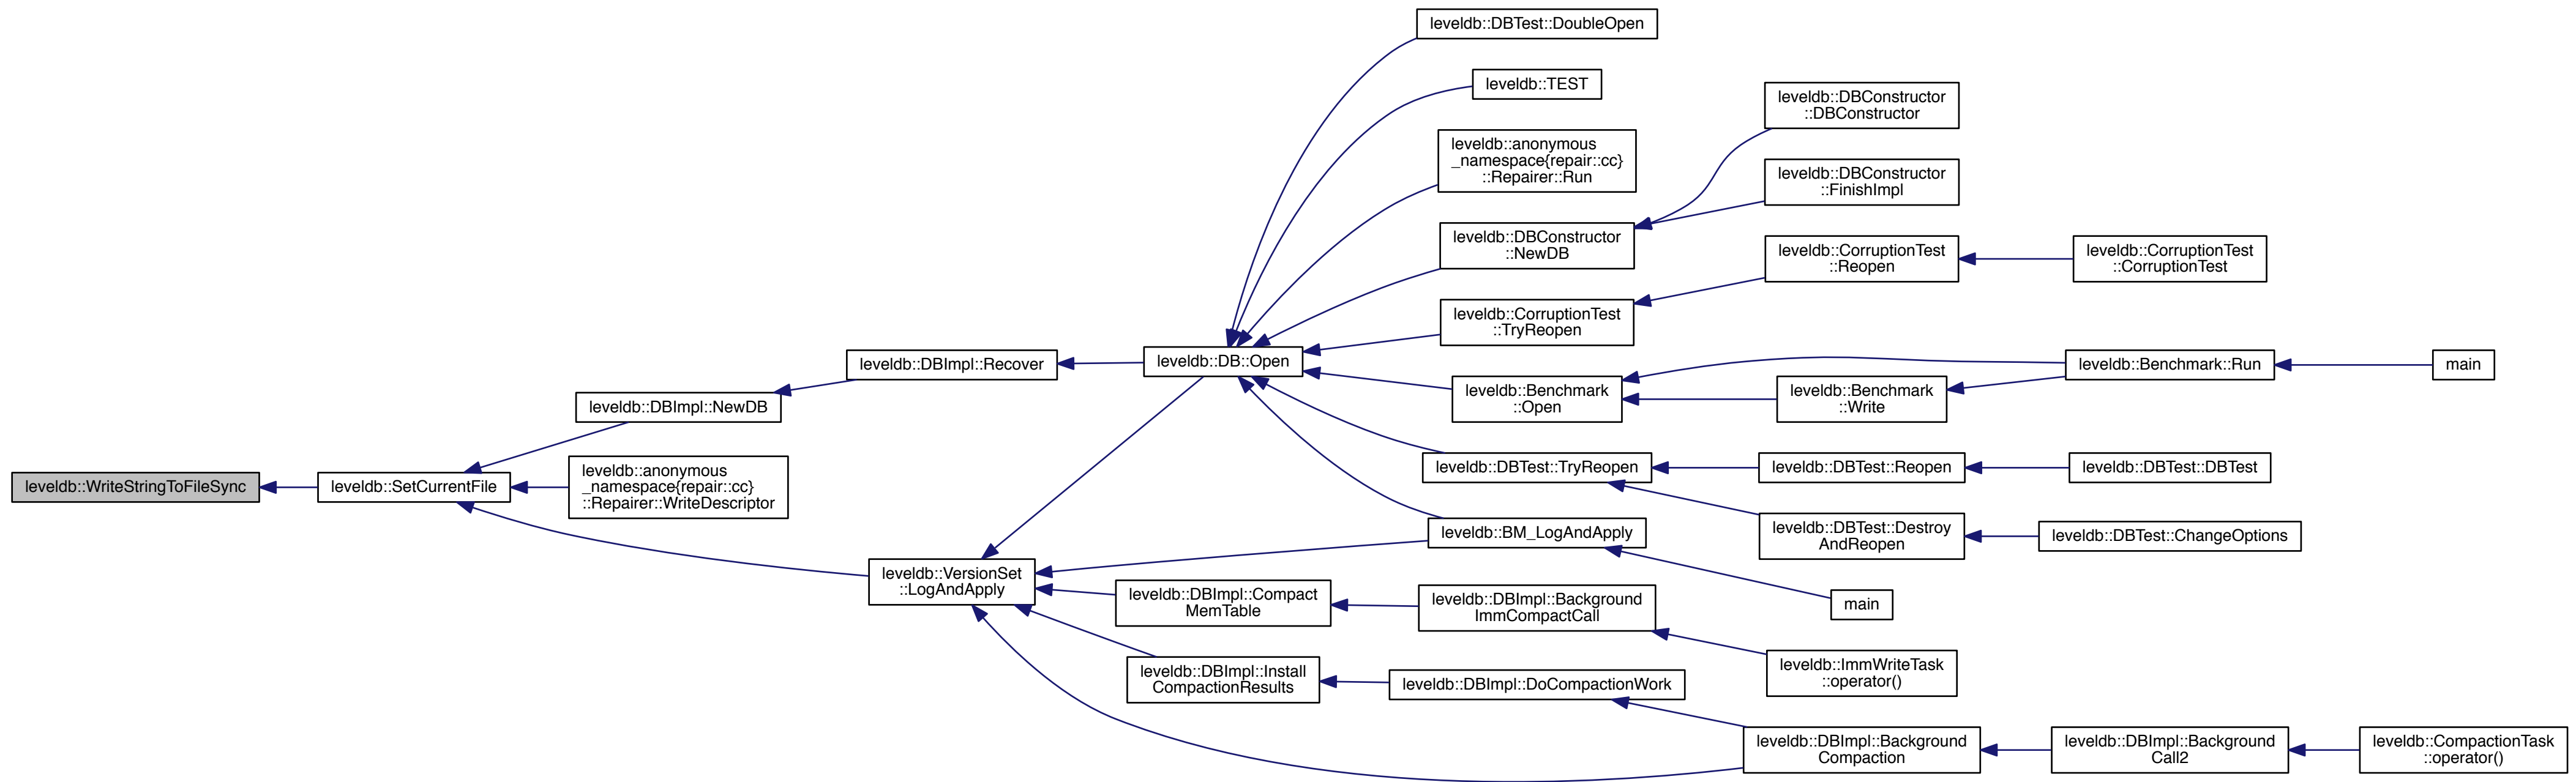 leveldb::DBTest::DoubleOpen
leveldb::TEST
leveldb::DBConstructor
::DBConstructor
leveldb::anonymous
_namespace{repair::cc}
::Repairer::Run
leveldb::DBConstructor
::FinishImpl
leveldb::DBConstructor
::NewDB
leveldb::CorruptionTest
::Reopen
leveldb::CorruptionTest
::CorruptionTest
leveldb::CorruptionTest
::TryReopen
leveldb::DBImpl::Recover
leveldb::DB::Open
leveldb::Benchmark::Run
main
leveldb::DBImpl::NewDB
leveldb::Benchmark
::Open
leveldb::Benchmark
::Write
leveldb::WriteStringToFileSync
leveldb::SetCurrentFile
leveldb::anonymous
_namespace{repair::cc}
::Repairer::WriteDescriptor
leveldb::DBTest::TryReopen
leveldb::DBTest::Reopen
leveldb::DBTest::DBTest
leveldb::BM_LogAndApply
leveldb::DBTest::Destroy
AndReopen
leveldb::DBTest::ChangeOptions
leveldb::VersionSet
::LogAndApply
leveldb::DBImpl::Compact
MemTable
leveldb::DBImpl::Background
ImmCompactCall
main
leveldb::DBImpl::Install
CompactionResults
leveldb::DBImpl::DoCompactionWork
leveldb::ImmWriteTask
::operator()
leveldb::DBImpl::Background
Compaction
leveldb::DBImpl::Background
Call2
leveldb::CompactionTask
::operator()